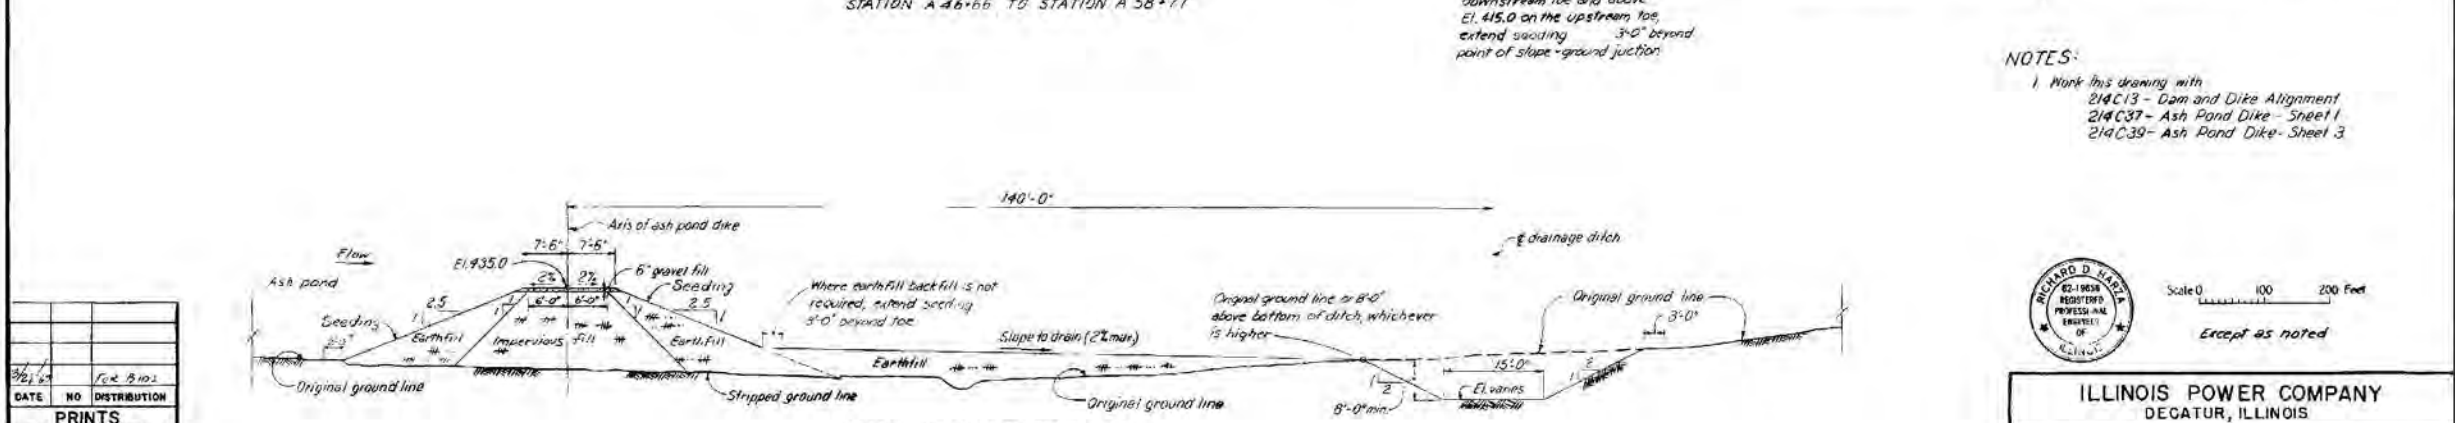 STATION A 46+66 TO STATION A 58+77
downstream toe and above
El. 415.0 on the upstream toe,
extend seeding 3'-0" beyond
point of slope-ground juction
NOTES:
1. Work this drawing with
214C13 - Dam and Dike Alignment
214C37 - Ash Pond Dike - Sheet 1
214C39 - Ash Pond Dike - Sheet 3
140'-0"
Axis of ash pond dike
Flow
Ash pond
7'-6" 7'-6"
El. 435.0
2% 2%
6'-0" 6'-0"
6" gravel fill
Seeding
2.5
1
2.5
1
1
1
Seeding
Earthfill
Impervious fill
Earthfill
Original ground line
Stripped ground line
Where earthfill backfill is not
required, extend seeding
3'-0" beyond toe
Slope to drain (2% max.)
Earthfill
Original ground line
Original ground line or 8'-0"
above bottom of ditch, whichever
is higher
℄ drainage ditch
Original ground line
3'-0"
15'-0"
El. varies
1
2
1
2
8'-0" min.
RICHARD D. HARZA
62-19656
REGISTERED
PROFESSIONAL
ENGINEER
OF
ILLINOIS
Scale 0 100 200 Feet
Except as noted
ILLINOIS POWER COMPANY
DECATUR, ILLINOIS
For Bids
DATE NO DISTRIBUTION
PRINTS